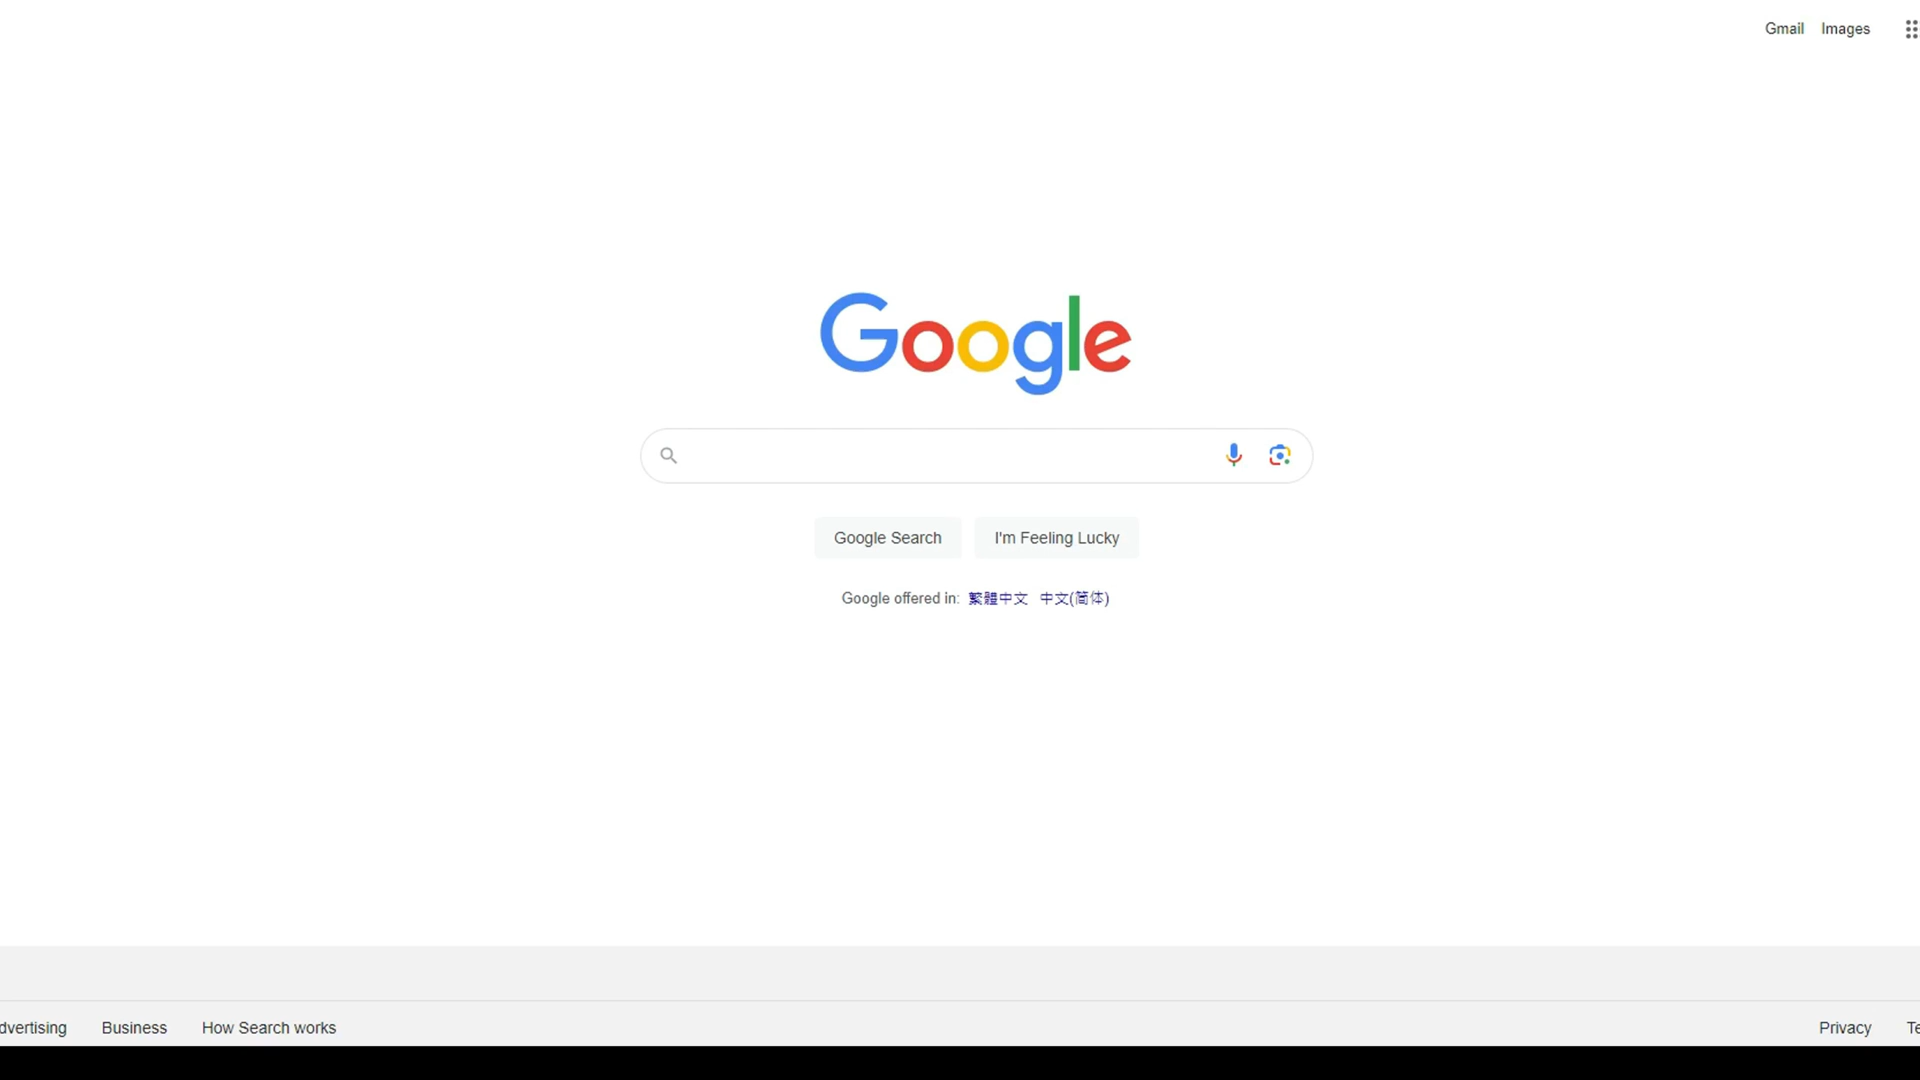 Gmail Images
Google
Google Search I'm Feeling Lucky
Google offered in: 繁體中文 中文(简体)
dvertising Business How Search works Privacy Te